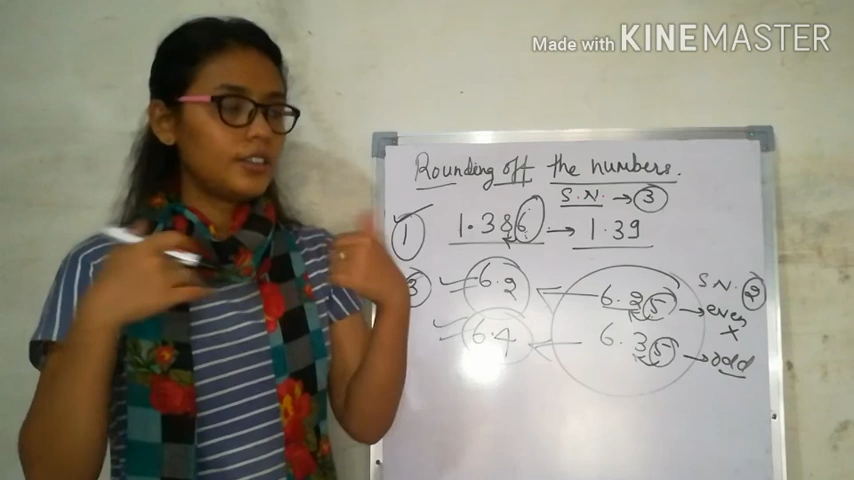 Made with KINEMASTER
Rounding off the numbers.
S.N. → 3
1 1.386 → 1.39
S.N. 2
3 6.2 ← 6.25 → even
x
6.4 ← 6.35 → odd